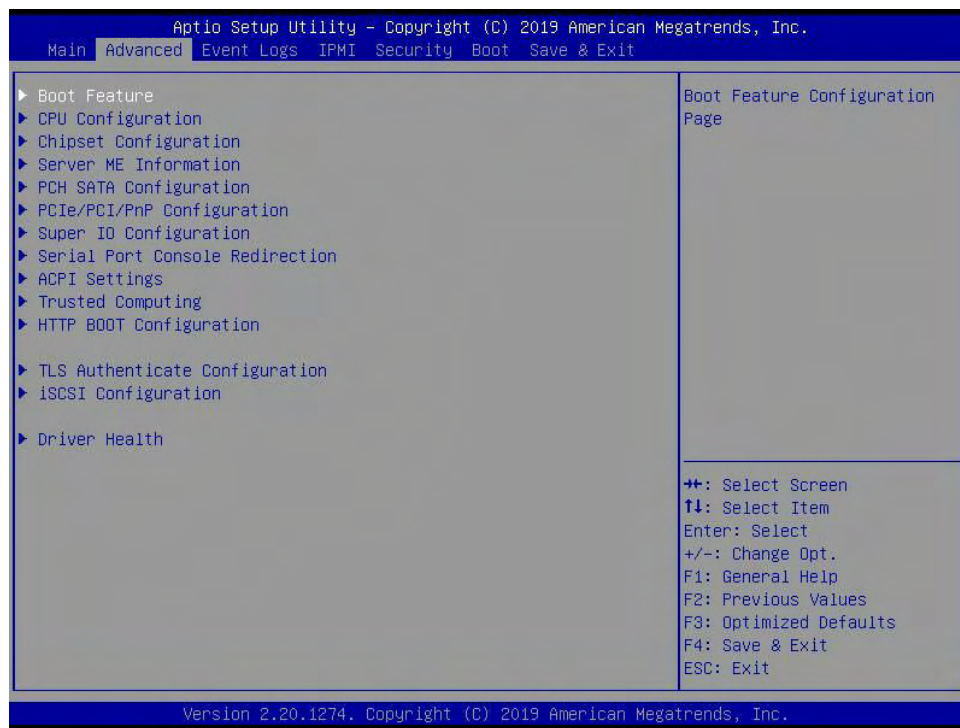 Aptio Setup Utility – Copyright (C) 2019 American Megatrends, Inc.
Main Advanced Event Logs IPMI Security Boot Save & Exit
▶ Boot Feature
▶ CPU Configuration
▶ Chipset Configuration
▶ Server ME Information
▶ PCH SATA Configuration
▶ PCIe/PCI/PnP Configuration
▶ Super IO Configuration
▶ Serial Port Console Redirection
▶ ACPI Settings
▶ Trusted Computing
▶ HTTP BOOT Configuration
▶ TLS Authenticate Configuration
▶ iSCSI Configuration
▶ Driver Health
Boot Feature Configuration
Page
→←: Select Screen
↑↓: Select Item
Enter: Select
+/-: Change Opt.
F1: General Help
F2: Previous Values
F3: Optimized Defaults
F4: Save & Exit
ESC: Exit
Version 2.20.1274. Copyright (C) 2019 American Megatrends, Inc.